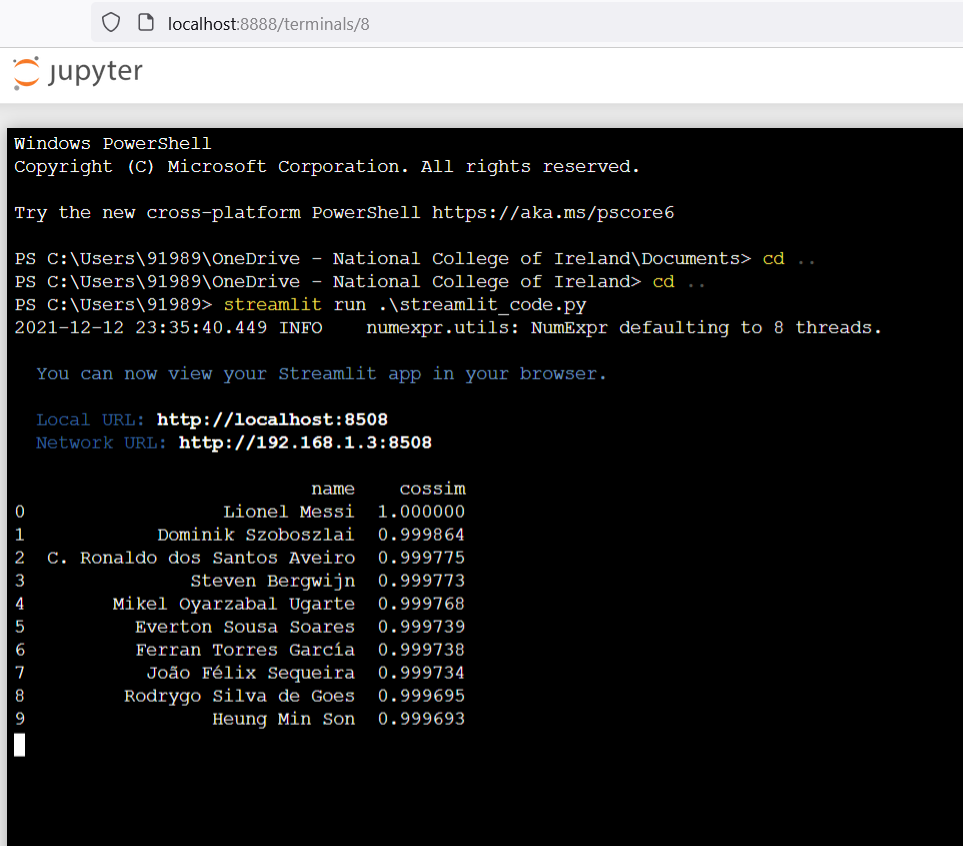 localhost:8888/terminals/8
jupyter
Windows PowerShell
Copyright (C) Microsoft Corporation. All rights reserved.
Try the new cross-platform PowerShell https://aka.ms/pscore6
PS C:\Users\91989\OneDrive - National College of Ireland\Documents> cd ..
PS C:\Users\91989\OneDrive - National College of Ireland> cd ..
PS C:\Users\91989> streamlit run .\streamlit_code.py
2021-12-12 23:35:40.449 INFO    numexpr.utils: NumExpr defaulting to 8 threads.
You can now view your Streamlit app in your browser.
Local URL: http://localhost:8508
Network URL: http://192.168.1.3:8508
name    cossim
0 Lionel Messi 1.000000
1 Dominik Szoboszlai 0.999864
2 C. Ronaldo dos Santos Aveiro 0.999775
3 Steven Bergwijn 0.999773
4 Mikel Oyarzabal Ugarte 0.999768
5 Everton Sousa Soares 0.999739
6 Ferran Torres García 0.999738
7 João Félix Sequeira 0.999734
8 Rodrygo Silva de Goes 0.999695
9 Heung Min Son 0.999693